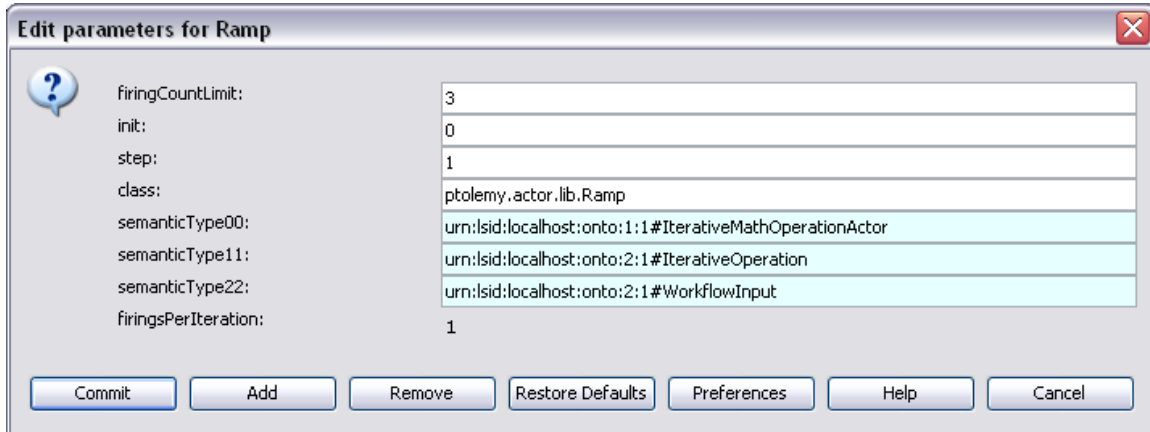 Edit parameters for Ramp
firingCountLimit: 3
init: 0
step: 1
class: ptolemy.actor.lib.Ramp
semanticType00: urn:lsid:localhost:onto:1:1#IterativeMathOperationActor
semanticType11: urn:lsid:localhost:onto:2:1#IterativeOperation
semanticType22: urn:lsid:localhost:onto:2:1#WorkflowInput
firingsPerIteration: 1
Commit Add Remove Restore Defaults Preferences Help Cancel